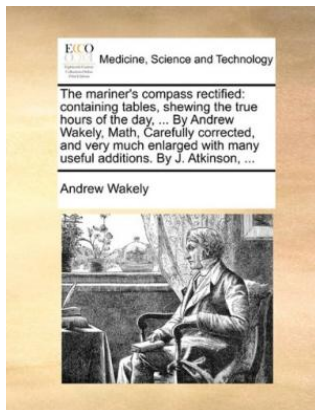 ECCO
Medicine, Science and Technology
The mariner's compass rectified:
containing tables, shewing the true
hours of the day, ... By Andrew
Wakely, Math, Carefully corrected,
and very much enlarged with many
useful additions. By J. Atkinson, ...
Andrew Wakely